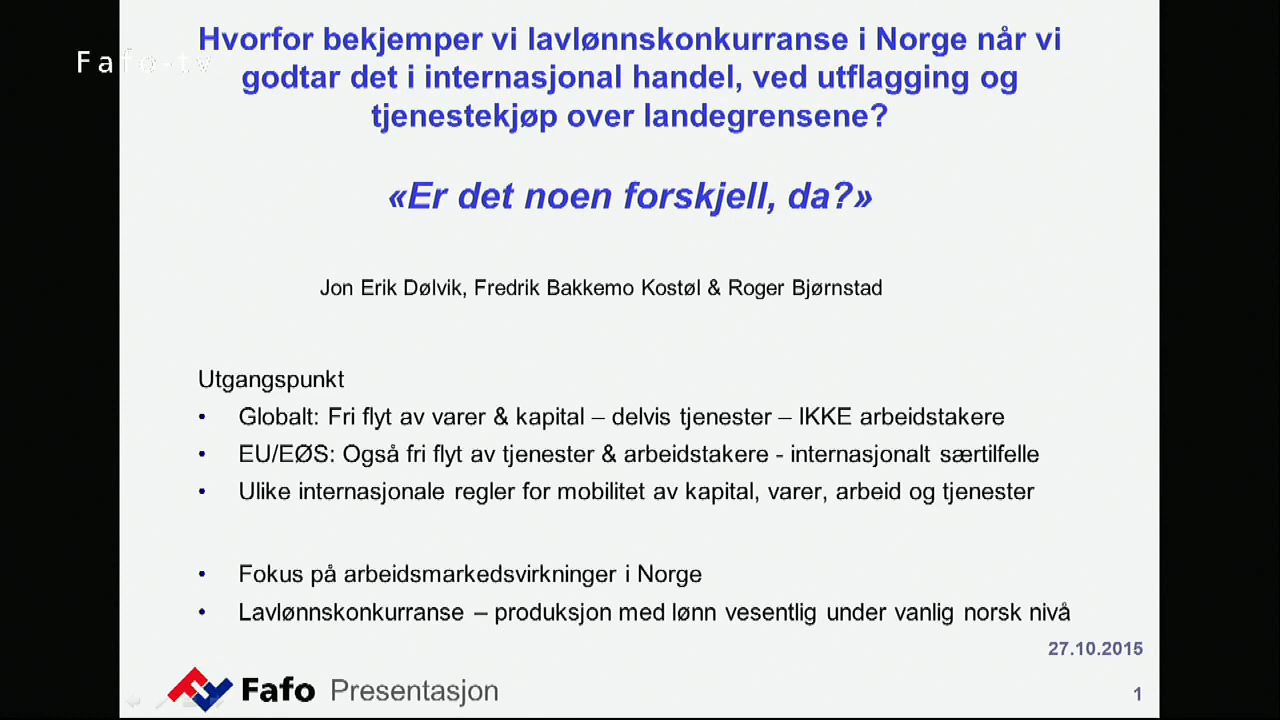 Hvorfor bekjemper vi lavlønnskonkurranse i Norge når vi
Fafo-tv
godtar det i internasjonal handel, ved utflagging og
tjenestekjøp over landegrensene?
«Er det noen forskjell, da?»
Jon Erik Dølvik, Fredrik Bakkemo Kostøl & Roger Bjørnstad
Utgangspunkt
• Globalt: Fri flyt av varer & kapital – delvis tjenester – IKKE arbeidstakere
• EU/EØS: Også fri flyt av tjenester & arbeidstakere - internasjonalt særtilfelle
• Ulike internasjonale regler for mobilitet av kapital, varer, arbeid og tjenester
• Fokus på arbeidsmarkedsvirkninger i Norge
• Lavlønnskonkurranse – produksjon med lønn vesentlig under vanlig norsk nivå
27.10.2015
Fafo Presentasjon
1